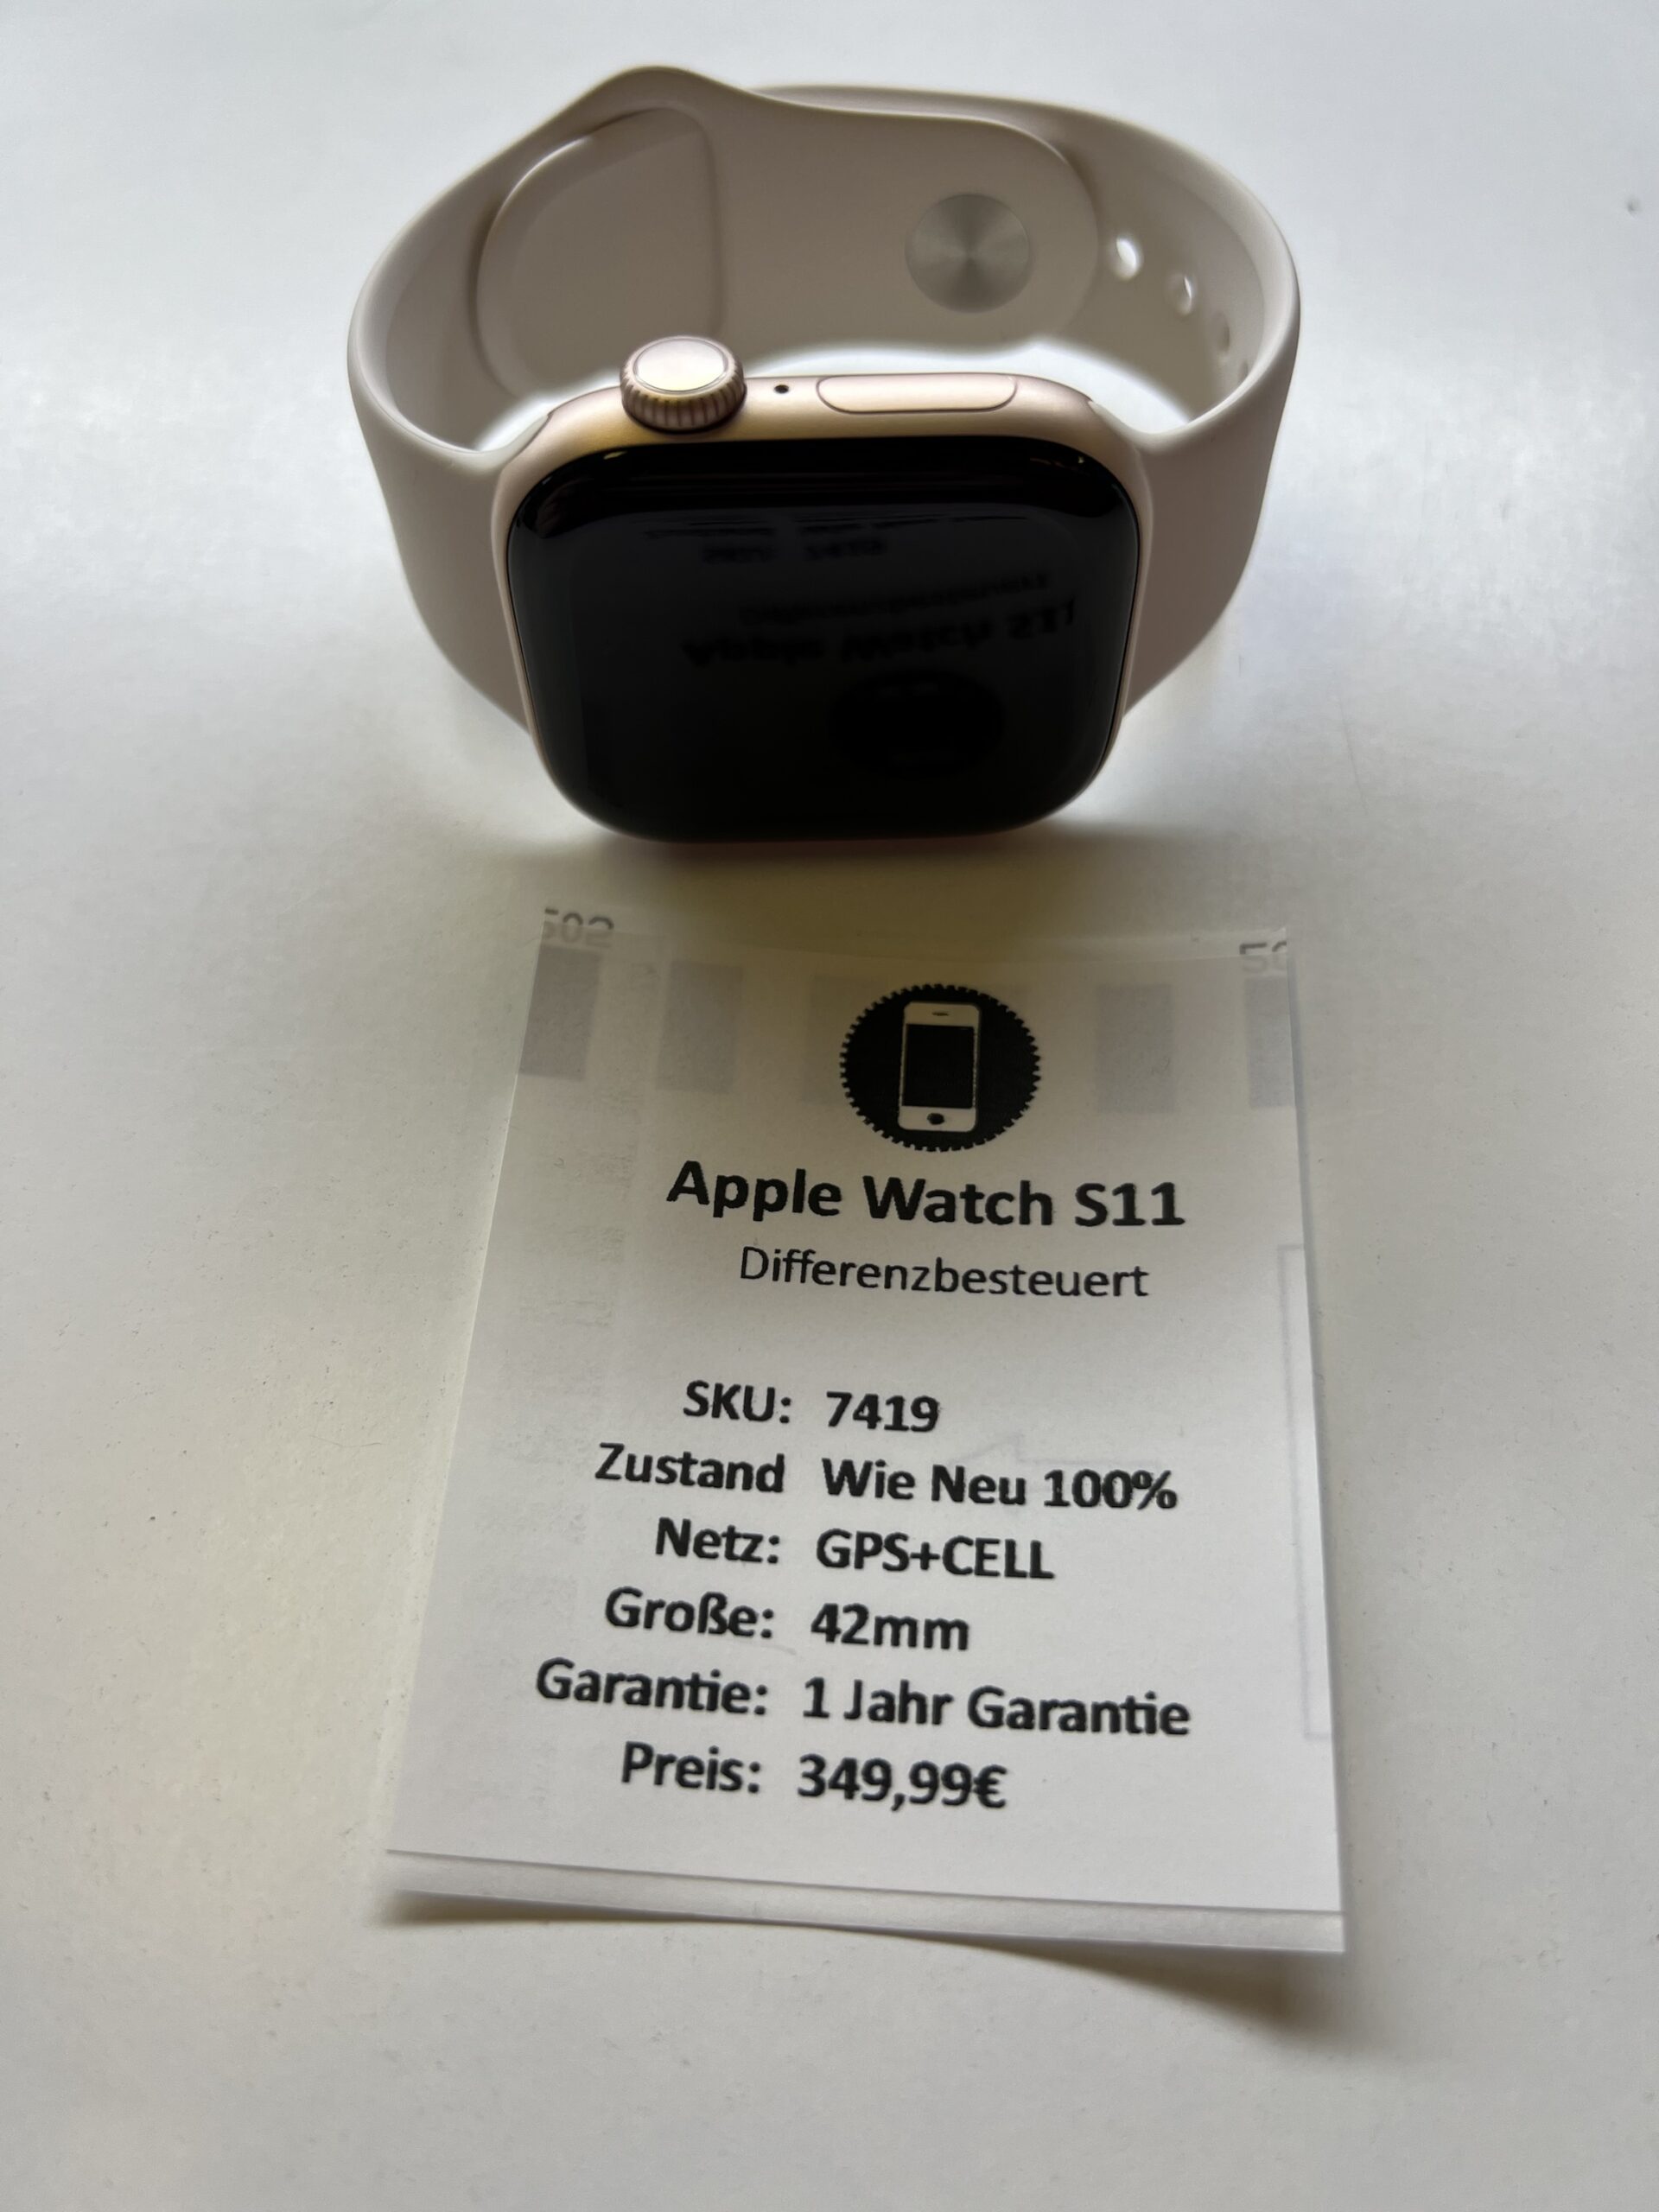 Apple Watch S11
Differenzbesteuert
SKU: 7419
Zustand Wie Neu 100%
Netz: GPS+CELL
Große: 42mm
Garantie: 1 Jahr Garantie
Preis: 349,99€